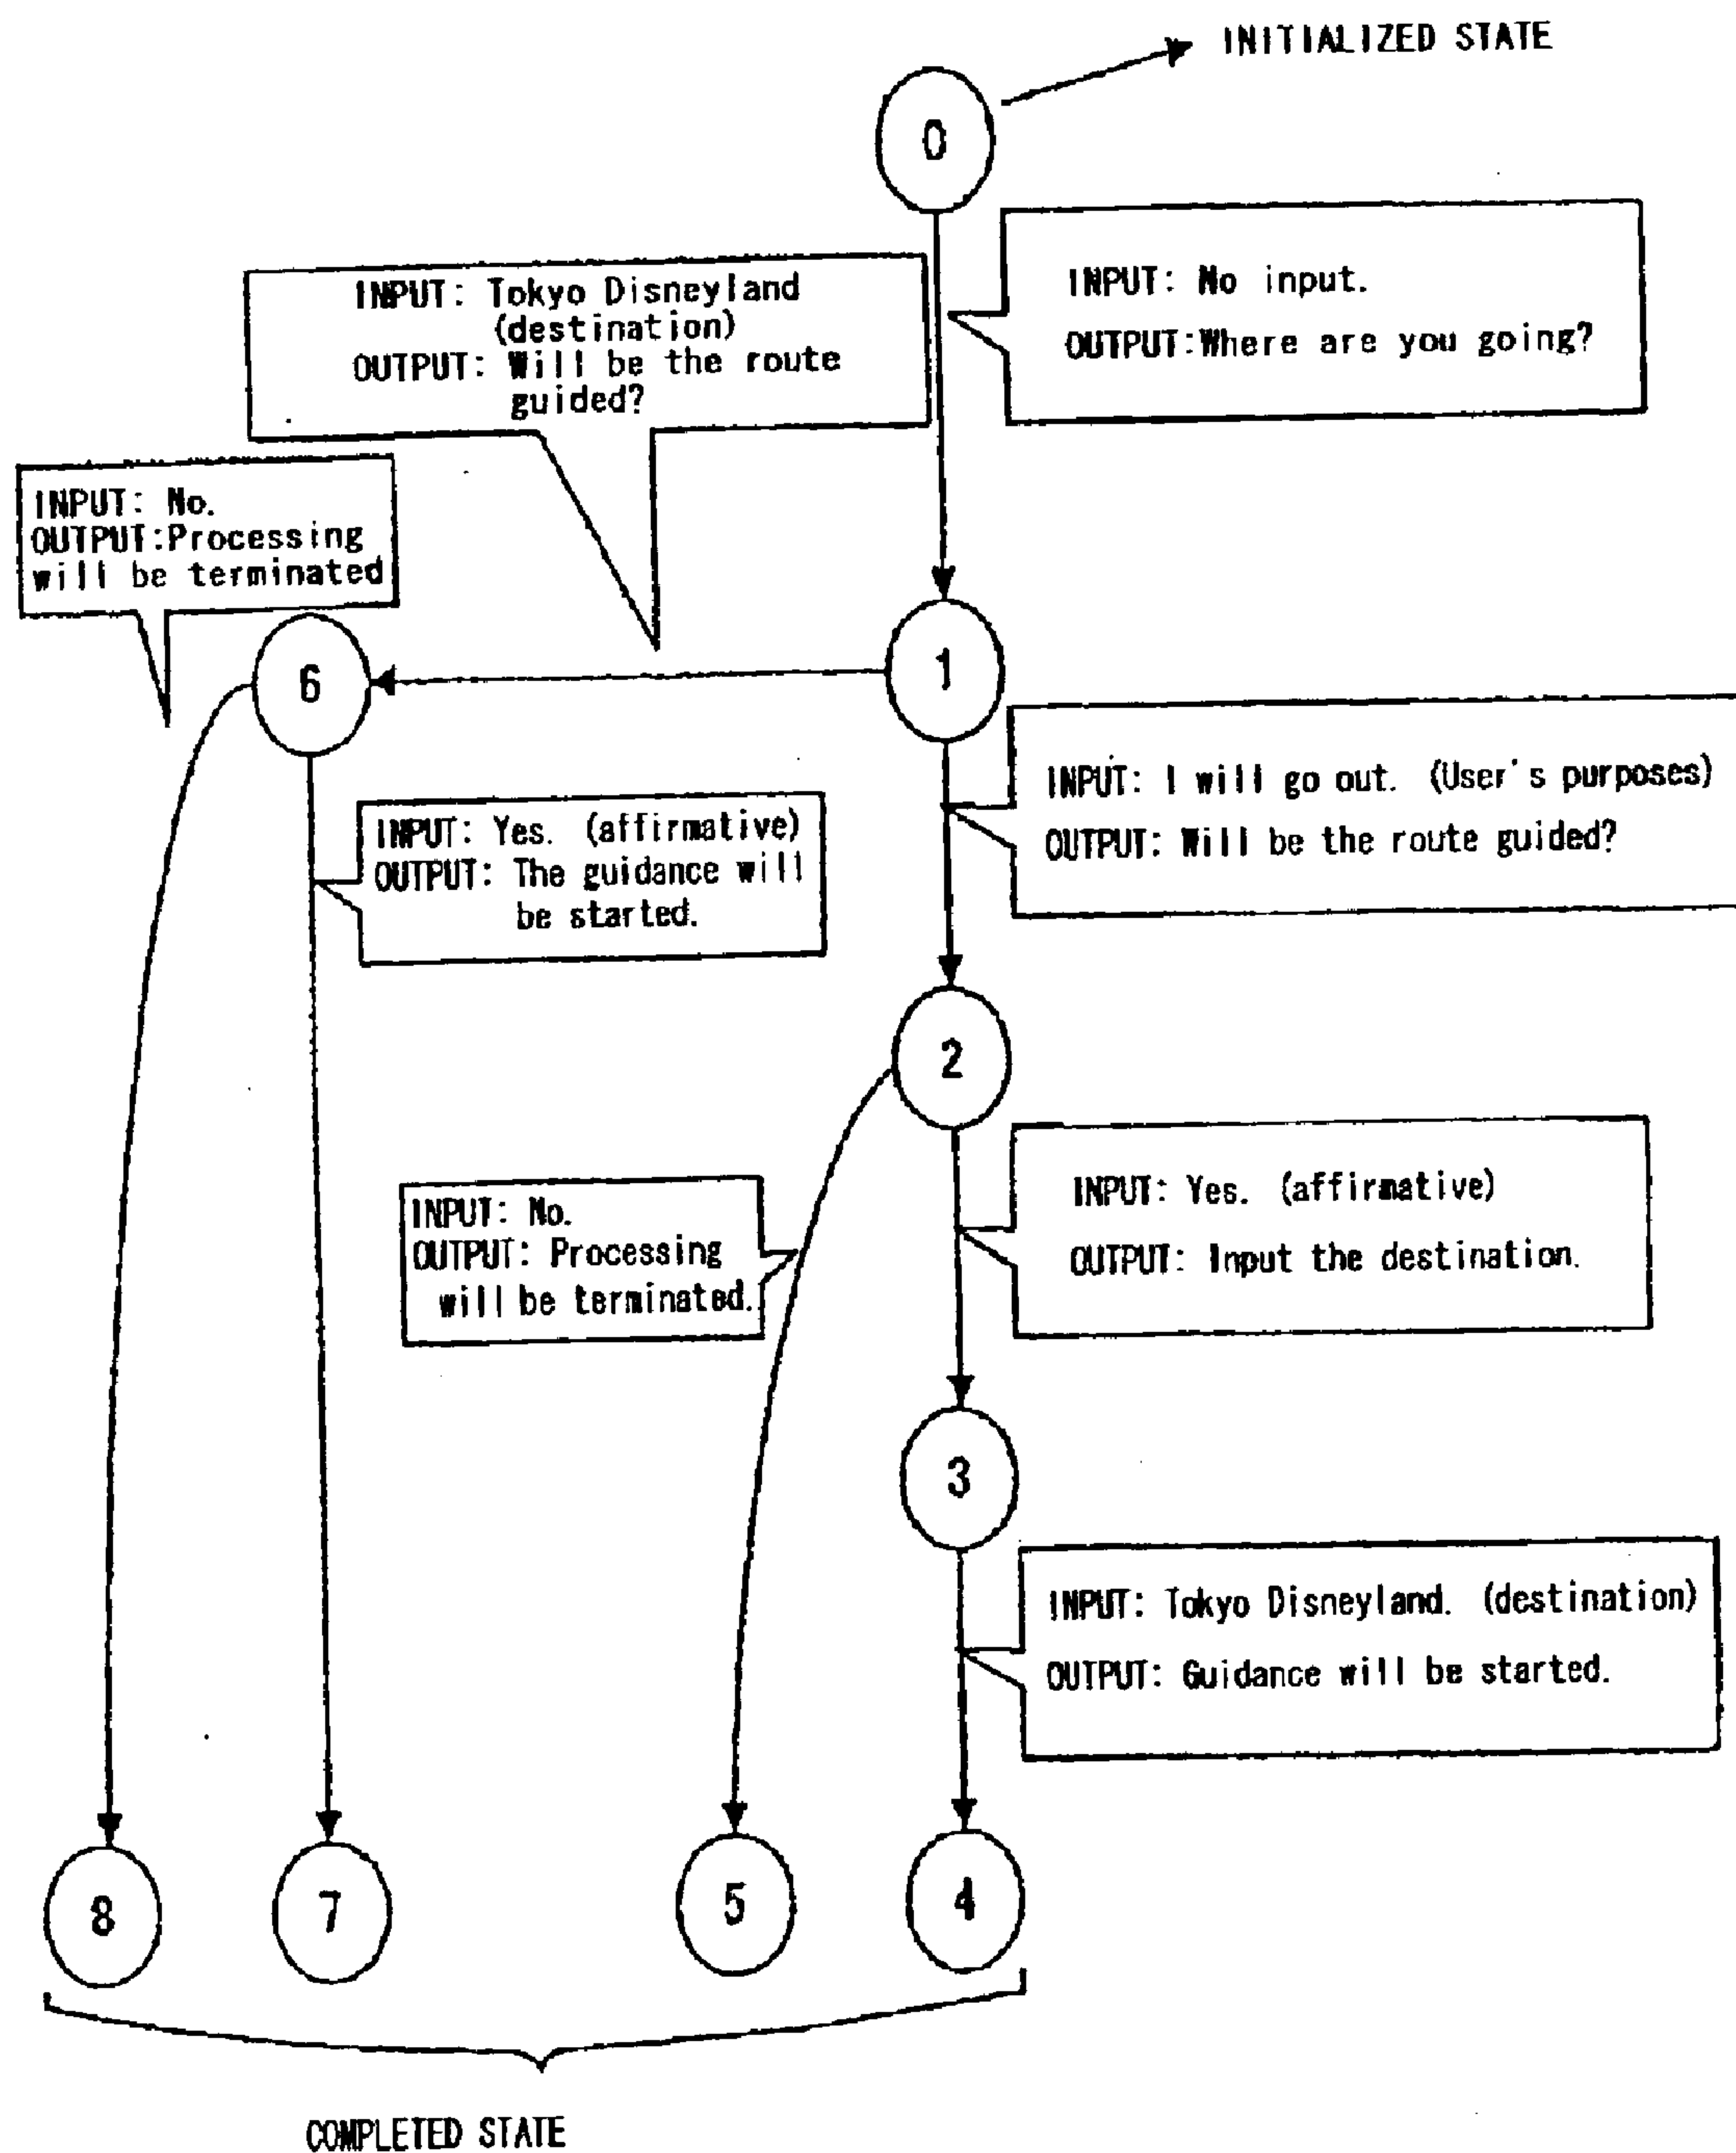 INITIALIZED STATE
0
INPUT: No input.
OUTPUT:Where are you going?
INPUT: Tokyo Disneyland
(destination)
OUTPUT: Will be the route
guided?
INPUT: No.
OUTPUT:Processing
will be terminated
6
1
INPUT: I will go out. (User's purposes)
OUTPUT: Will be the route guided?
INPUT: Yes. (affirmative)
OUTPUT: The guidance will
be started.
2
INPUT: Yes. (affirmative)
OUTPUT: Input the destination.
INPUT: No.
OUTPUT: Processing
will be terminated.
3
INPUT: Tokyo Disneyland. (destination)
OUTPUT: Guidance will be started.
8
7
5
4
COMPLETED STATE